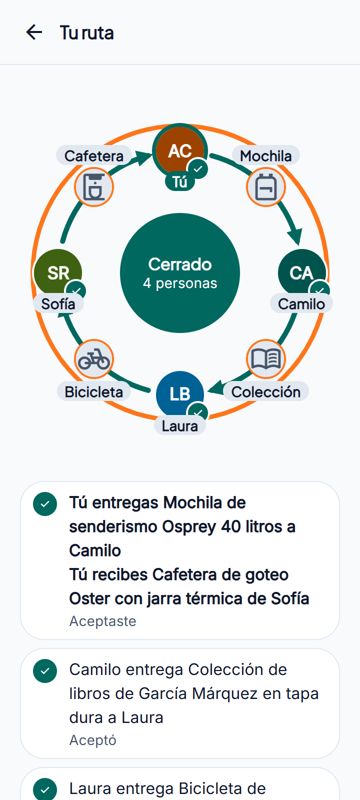 Tu ruta
AC
Tú
Cafetera
Mochila
SR
Sofía
Cerrado
4 personas
CA
Camilo
Bicicleta
Colección
LB
Laura
Tú entregas Mochila de
senderismo Osprey 40 litros a
Camilo
Tú recibes Cafetera de goteo
Oster con jarra térmica de Sofía
Aceptaste
Camilo entrega Colección de
libros de García Márquez en tapa
dura a Laura
Aceptó
Laura entrega Bicicleta de